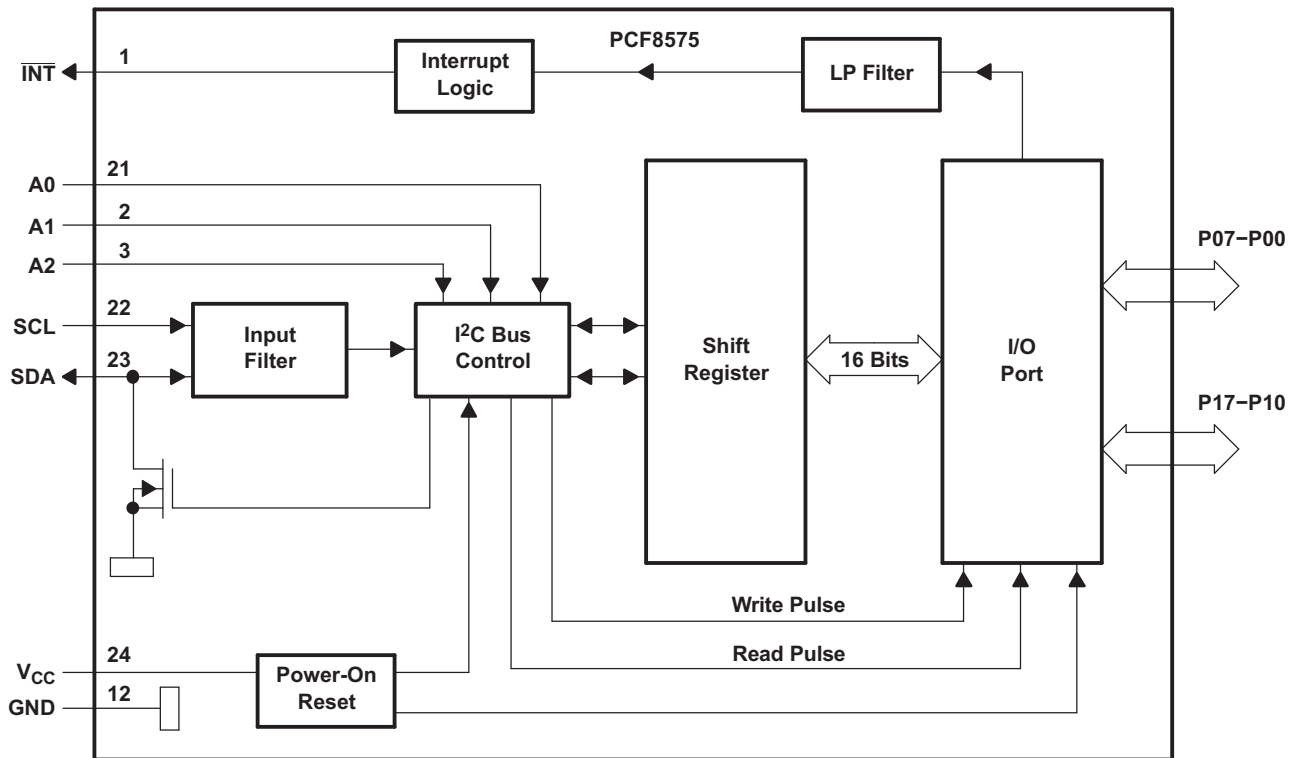 PCF8575
INT
1
Interrupt
Logic
LP Filter
A0
21
A1
2
A2
3
SCL
22
SDA
23
Input
Filter
I²C Bus
Control
Shift
Register
16 Bits
I/O
Port
P07–P00
P17–P10
Write Pulse
Read Pulse
VCC
24
GND
12
Power-On
Reset